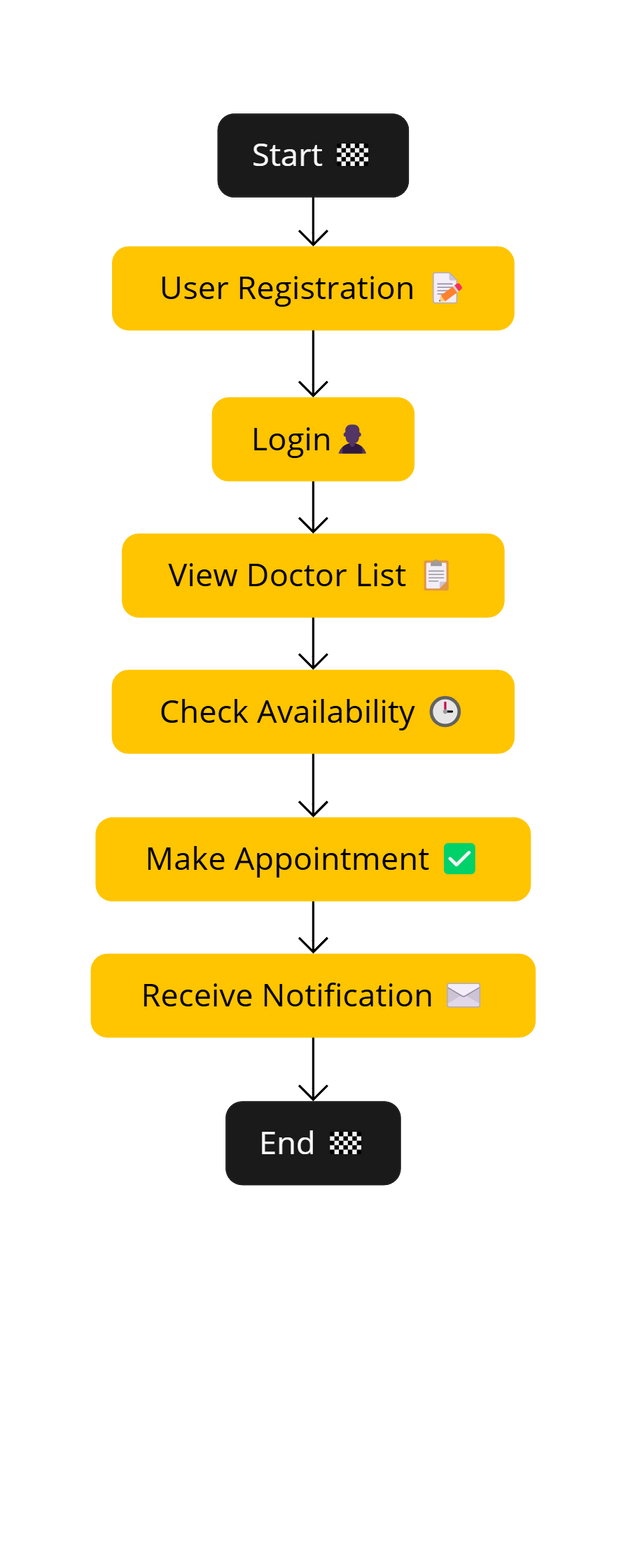 Start
User Registration
Login
View Doctor List
Check Availability
Make Appointment
Receive Notification
End